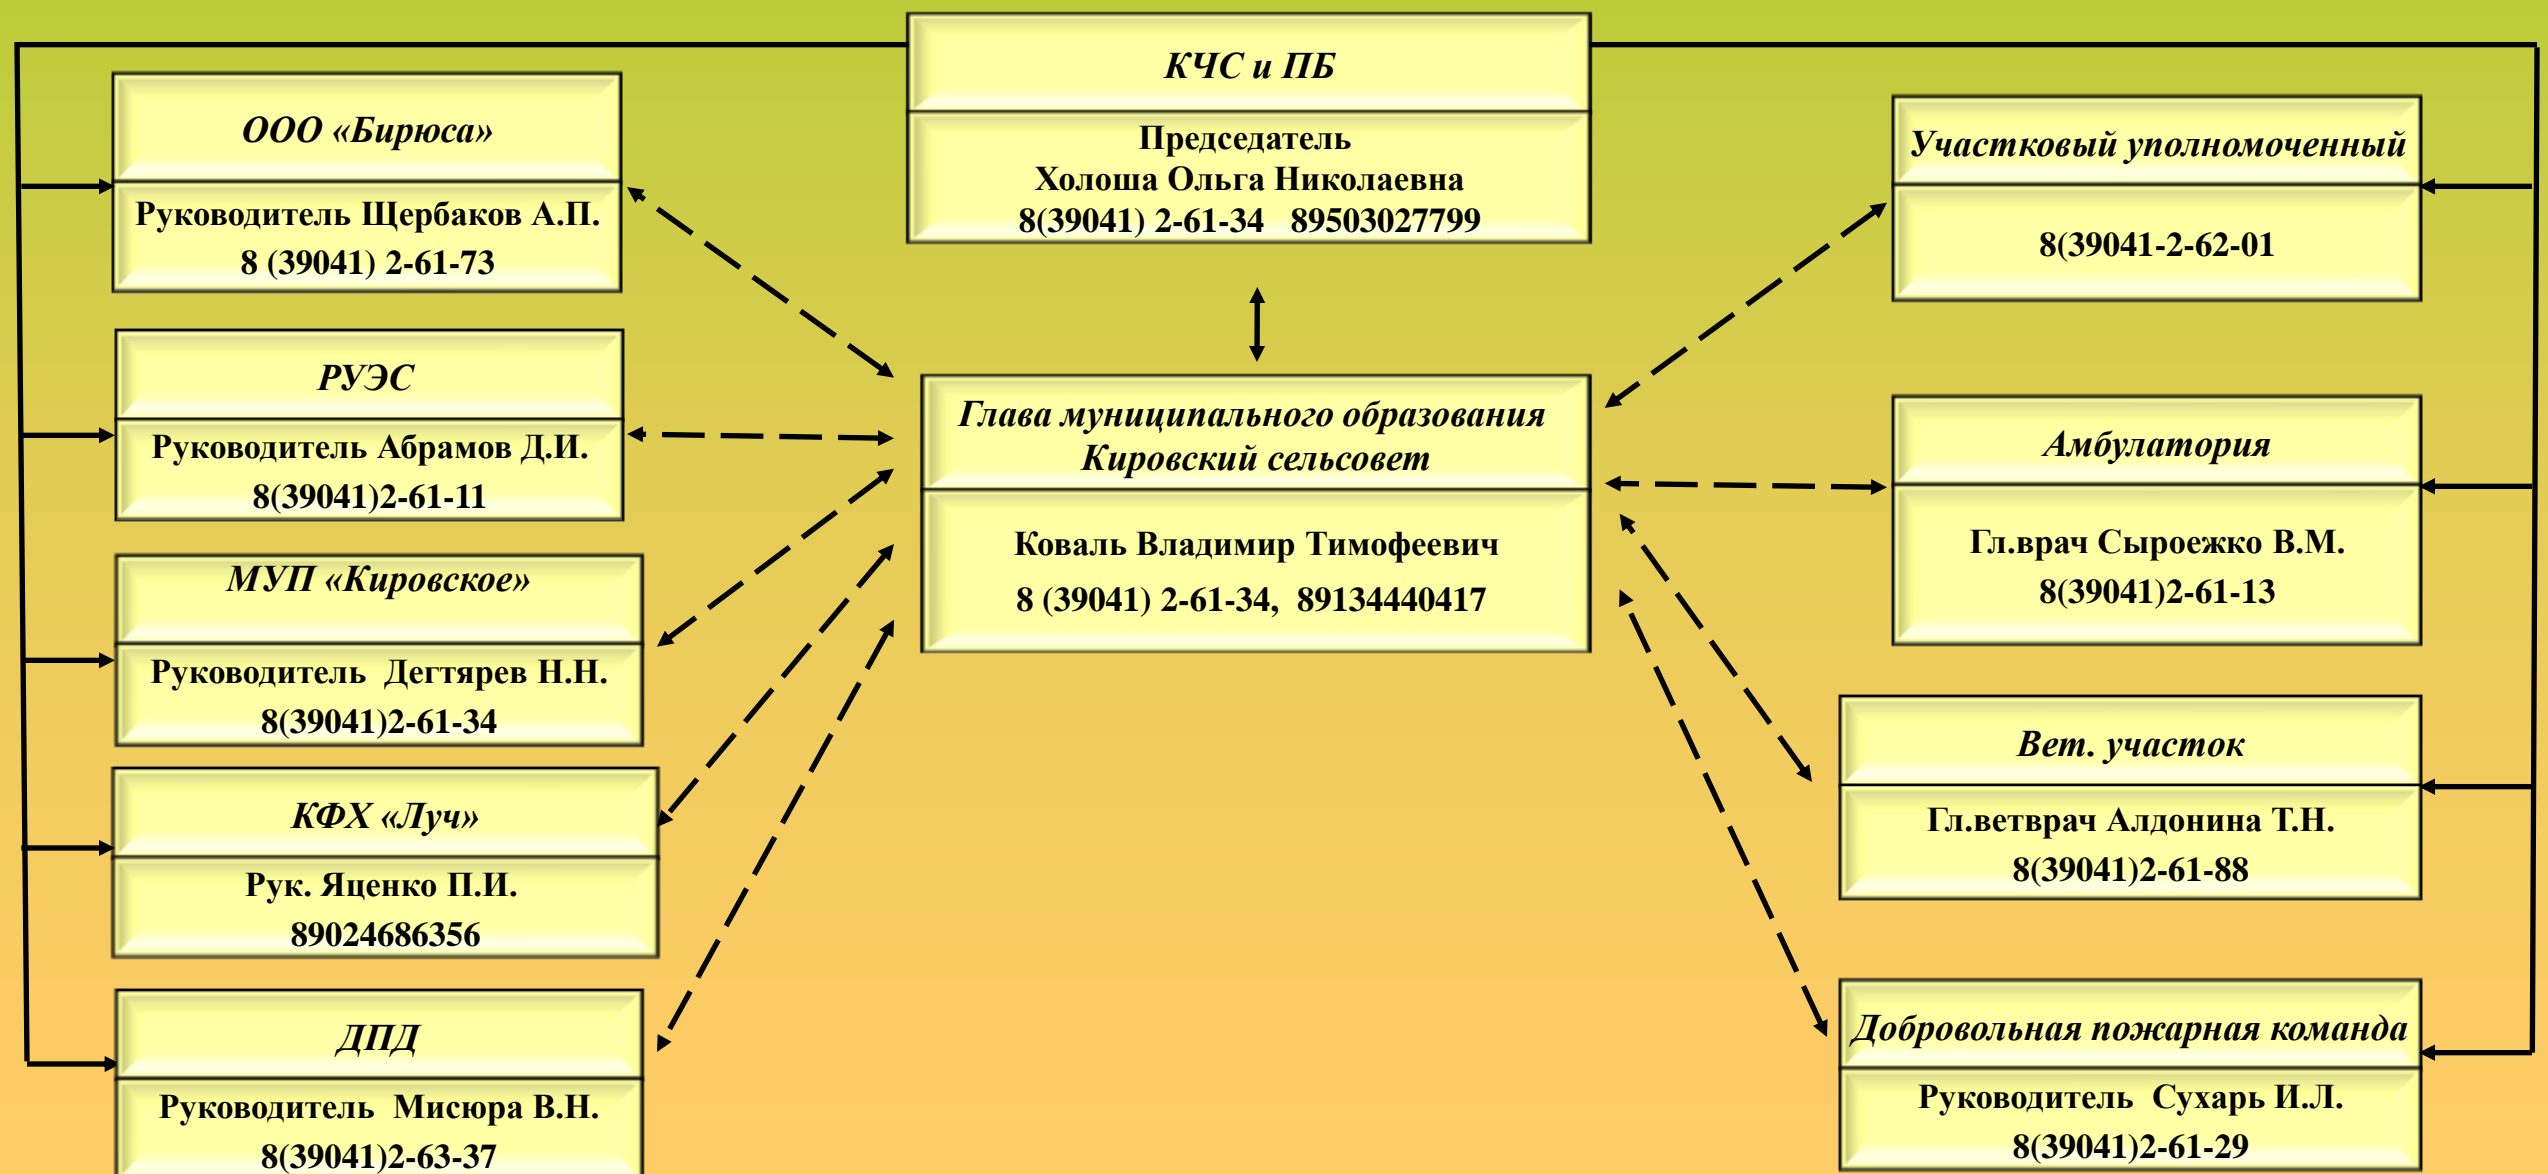 КЧС и ПБ
Председатель
Холоша Ольга Николаевна
8(39041) 2-61-34 89503027799
ООО «Бирюса»
Руководитель Щербаков А.П.
8 (39041) 2-61-73
РУЭС
Руководитель Абрамов Д.И.
8(39041)2-61-11
МУП «Кировское»
Руководитель Дегтярев Н.Н.
8(39041)2-61-34
КФХ «Луч»
Рук. Яценко П.И.
89024686356
ДПД
Руководитель Мисюра В.Н.
8(39041)2-63-37
Глава муниципального образования
Кировский сельсовет
Коваль Владимир Тимофеевич
8 (39041) 2-61-34, 89134440417
Участковый уполномоченный
8(39041-2-62-01
Амбулатория
Гл.врач Сыроежко В.М.
8(39041)2-61-13
Вет. участок
Гл.ветврач Алдонина Т.Н.
8(39041)2-61-88
Добровольная пожарная команда
Руководитель Сухарь И.Л.
8(39041)2-61-29